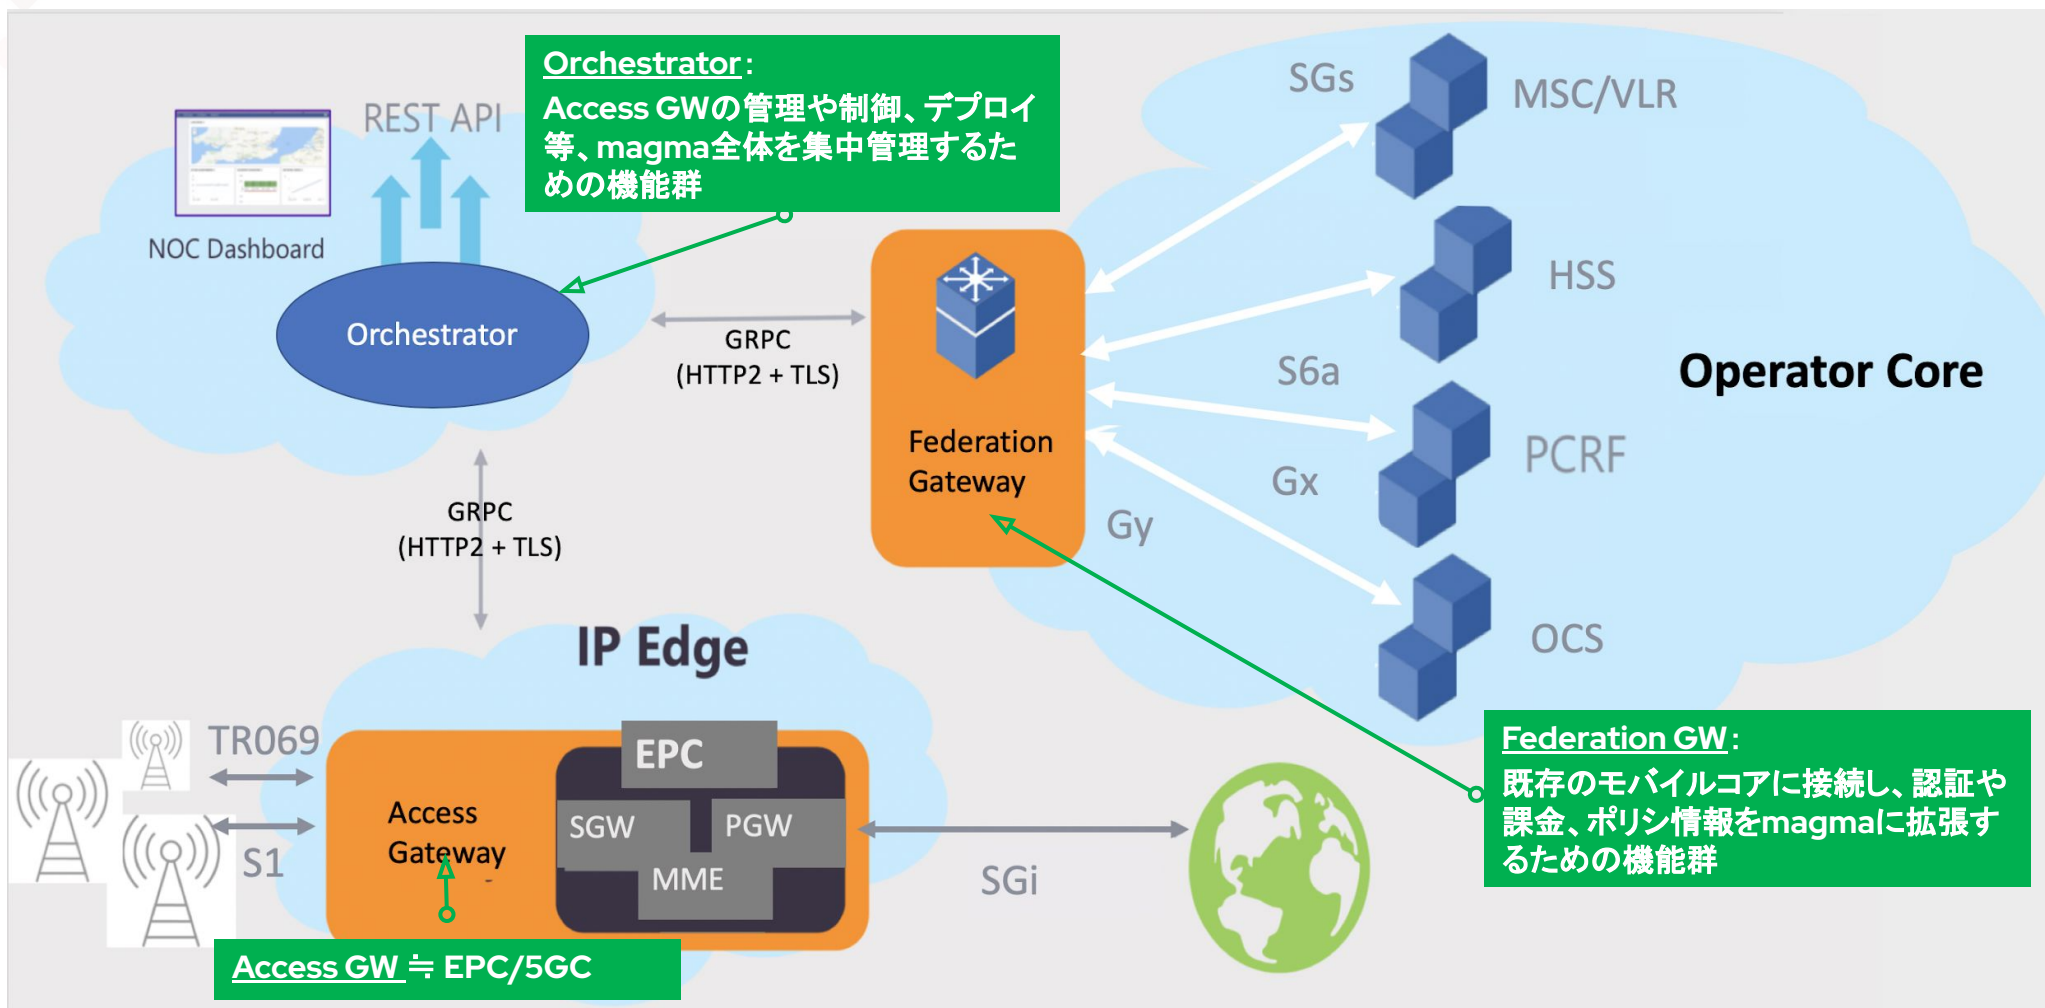 Orchestrator:
Access GWの管理や制御、デプロイ
等、magma全体を集中管理するた
めの機能群
REST API
NOC Dashboard
Orchestrator
GRPC
(HTTP2 + TLS)
GRPC
(HTTP2 + TLS)
Federation
Gateway
SGs
MSC/VLR
HSS
S6a
Operator Core
PCRF
Gx
Gy
OCS
Federation GW:
既存のモバイルコアに接続し、認証や
課金、ポリシ情報をmagmaに拡張す
るための機能群
IP Edge
TR069
S1
Access
Gateway
EPC
SGW
PGW
MME
SGi
Access GW ≒ EPC/5GC